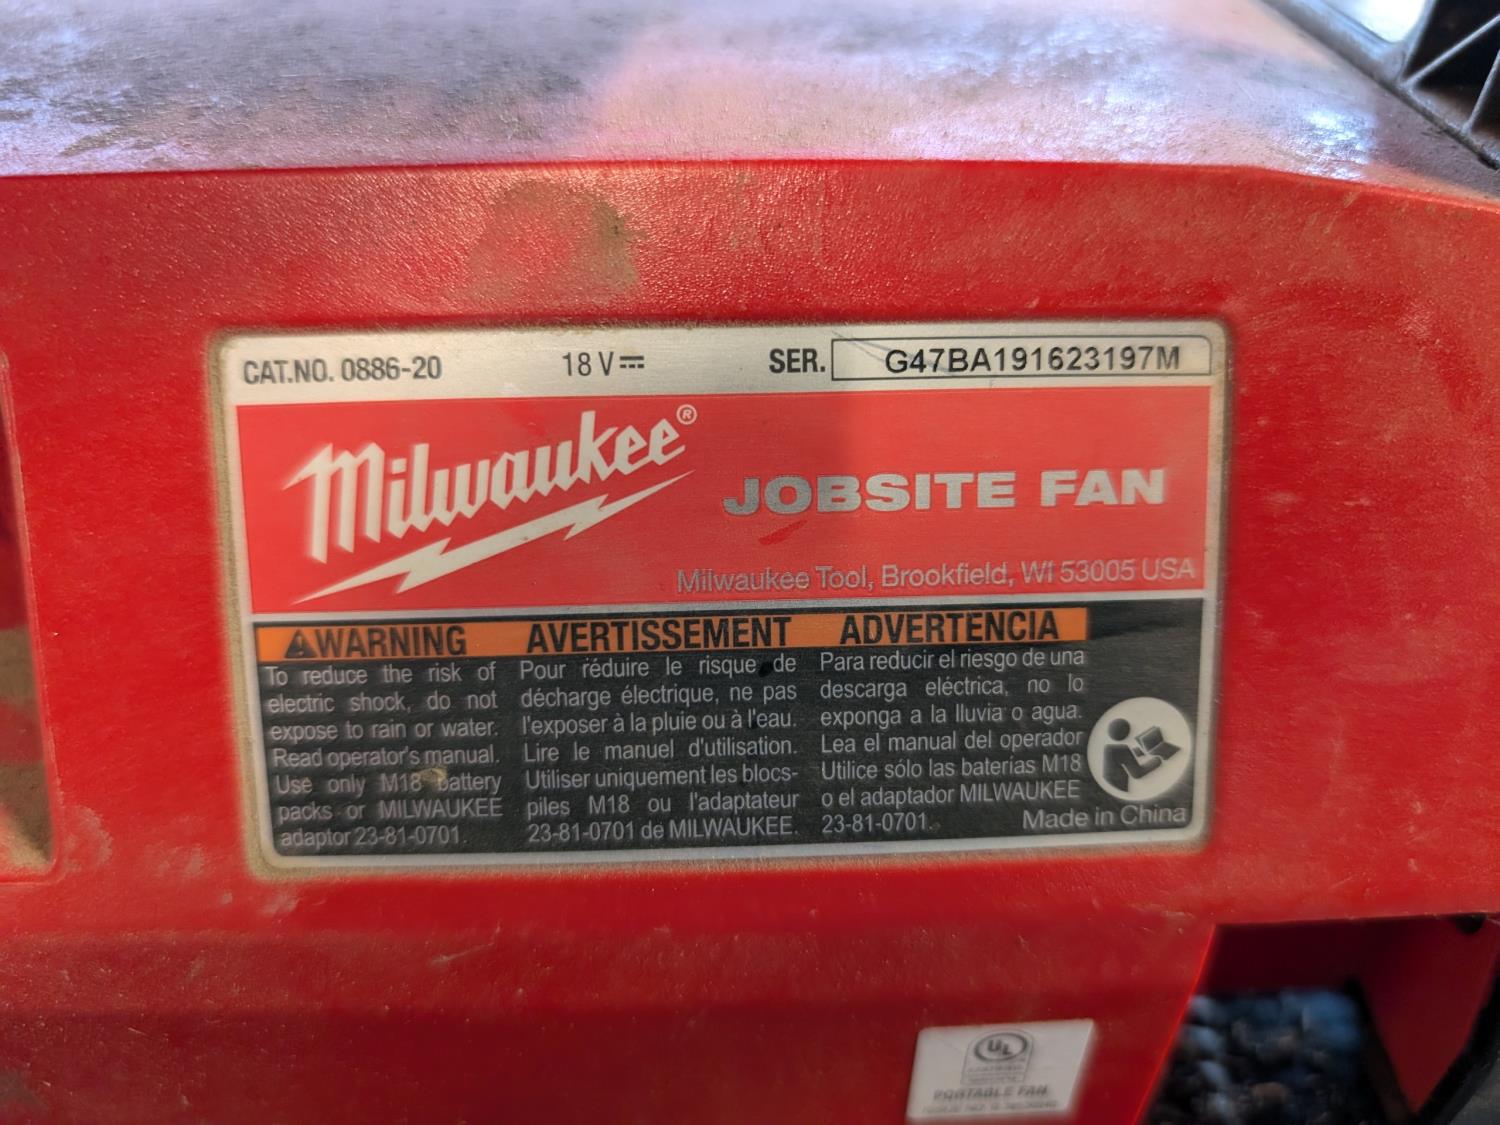 CAT.NO. 0886-20 18 V⎓ SER. G47BA191623197M
Milwaukee®
JOBSITE FAN
Milwaukee Tool, Brookfield, WI 53005 USA
⚠WARNING
To reduce the risk of
electric shock, do not
expose to rain or water.
Read operator's manual.
Use only M18 battery
packs or MILWAUKEE
adaptor 23-81-0701.
AVERTISSEMENT
Pour réduire le risque de
décharge électrique, ne pas
l'exposer à la pluie ou à l'eau.
Lire le manuel d'utilisation.
Utiliser uniquement les blocs-
piles M18 ou l'adaptateur
23-81-0701 de MILWAUKEE.
ADVERTENCIA
Para reducir el riesgo de una
descarga eléctrica, no lo
exponga a la lluvia o agua.
Lea el manual del operador
Utilice sólo las baterías M18
o el adaptador MILWAUKEE
23-81-0701.
Made in China
UL
PORTABLE FAN